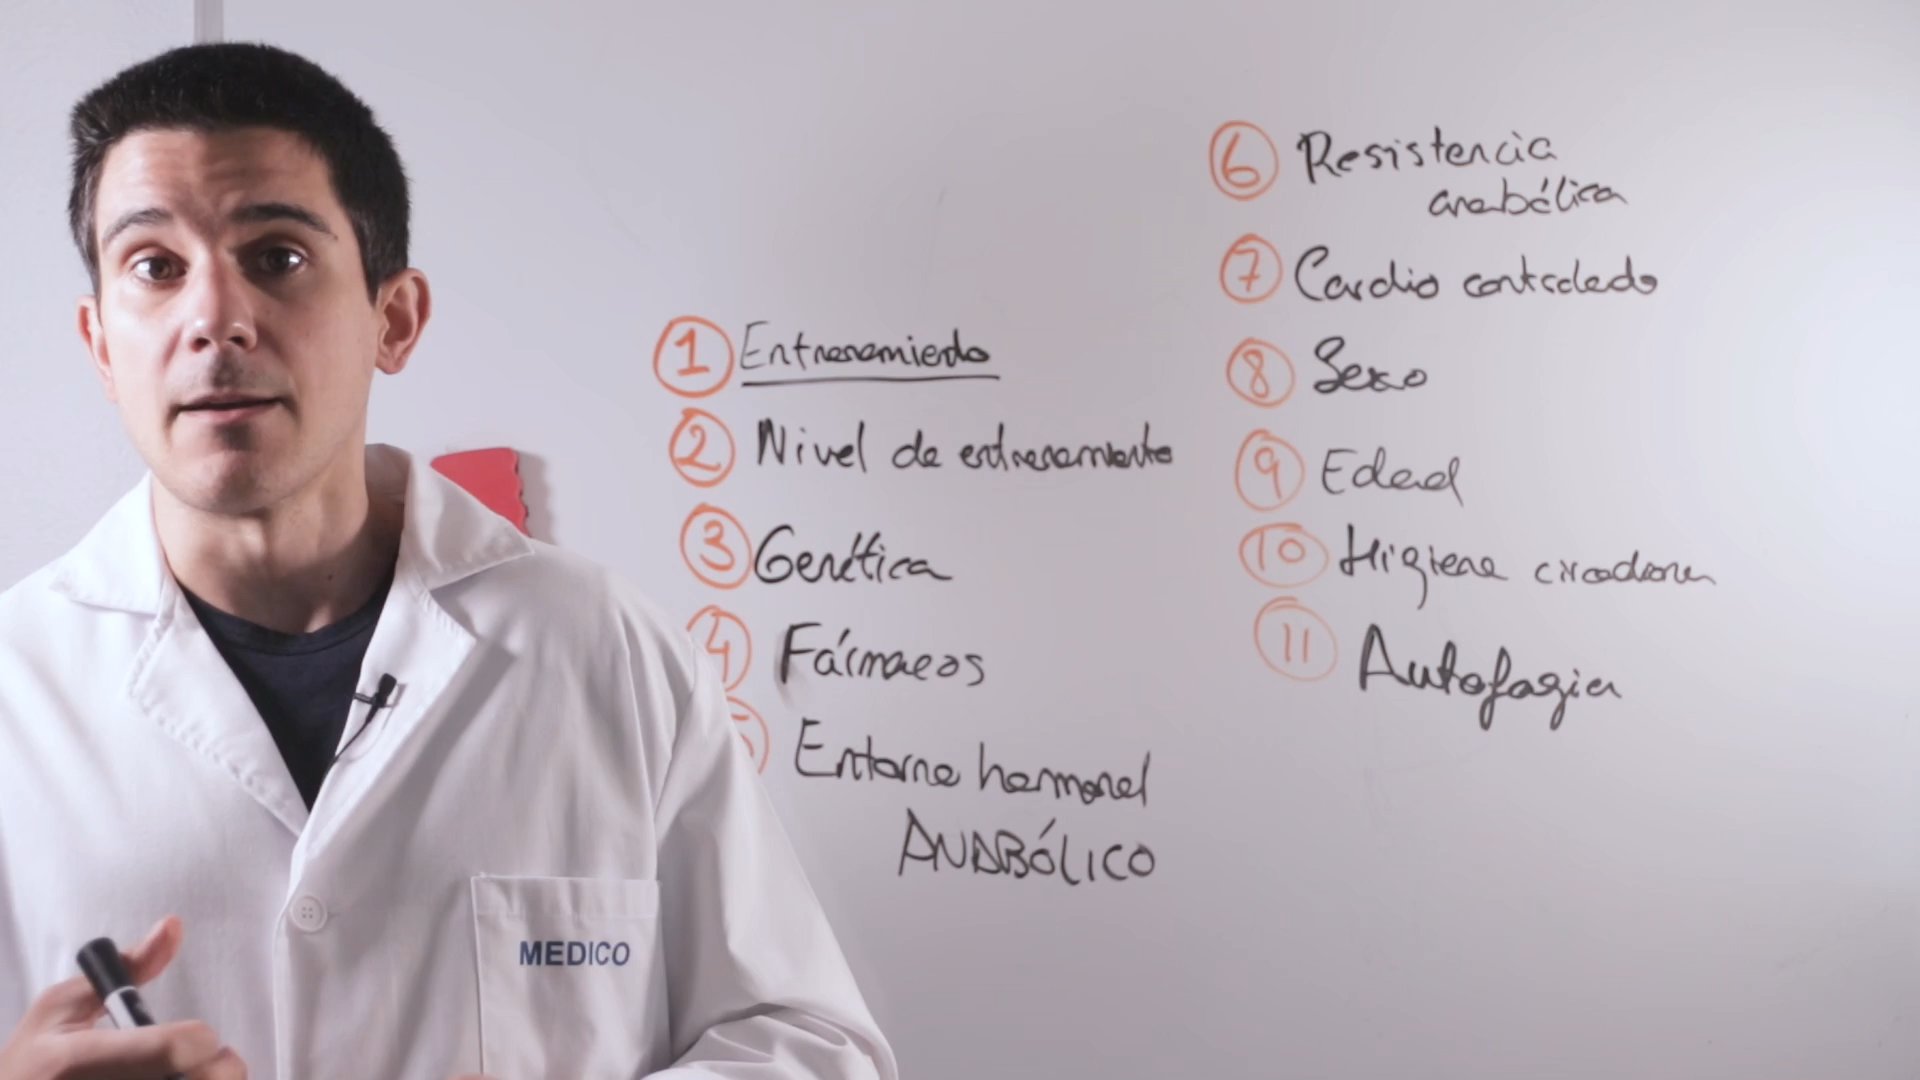 1 Entrenamiento
2 Nivel de entrenamiento
3 Genética
4 Fármacos
5 Entorno hormonal
ANABÓLICO
6 Resistencia
anabólica
7 Cardio controlado
8 Sexo
9 Edad
10 Higiene circadiana
11 Autofagia
MEDICO